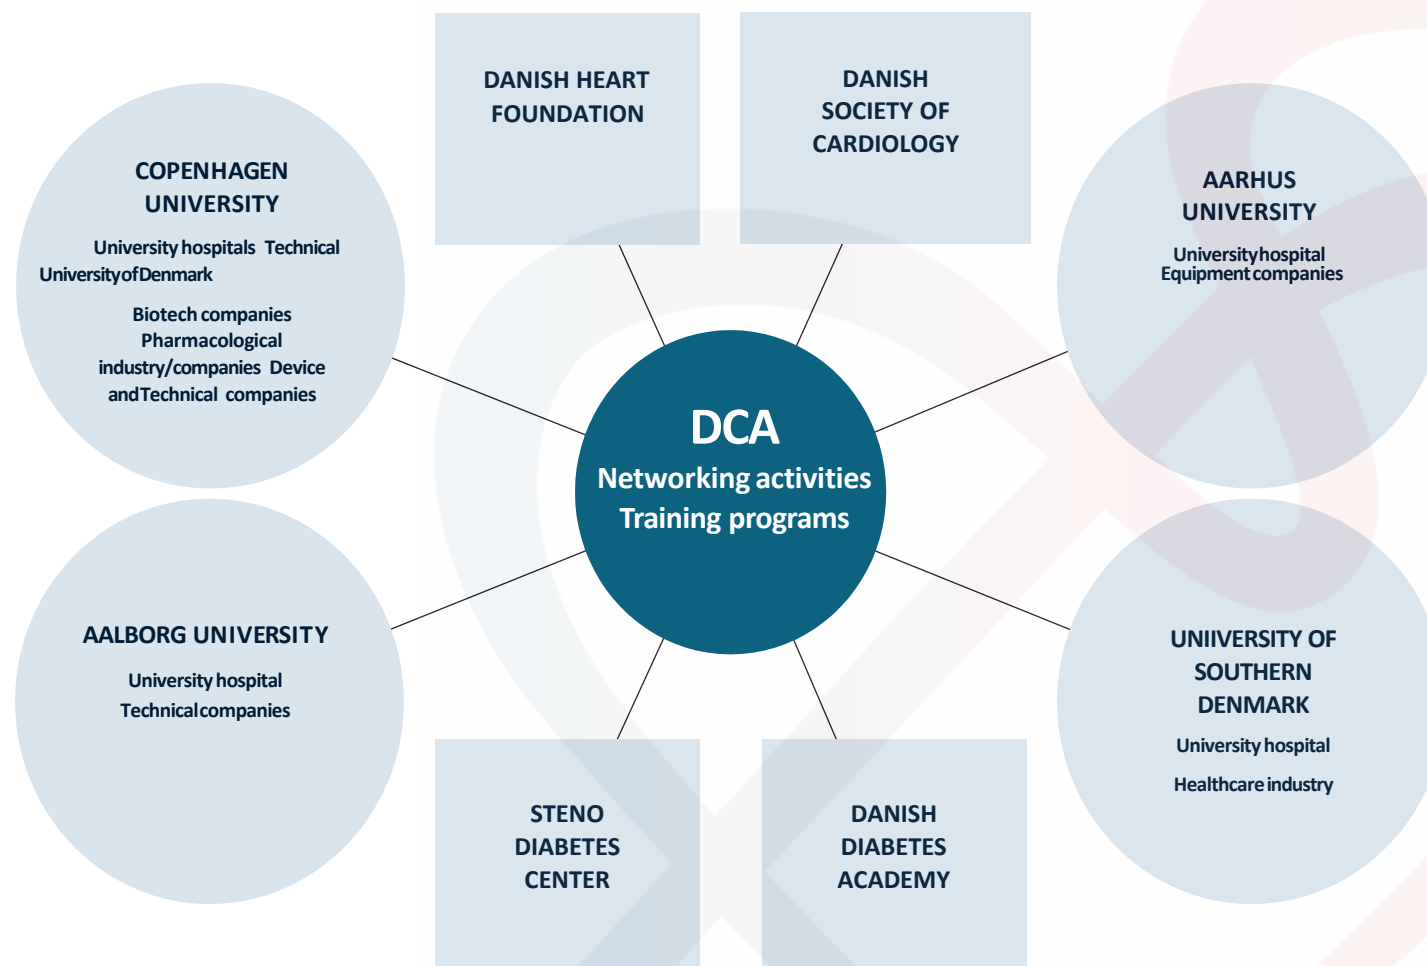 DANISH HEART
FOUNDATION
DANISH
SOCIETY OF
CARDIOLOGY
COPENHAGEN
UNIVERSITY
University hospitals Technical
University of Denmark
Biotech companies
Pharmacological
industry/companies Device
and Technical companies
AARHUS
UNIVERSITY
University hospital
Equipment companies
DCA
Networking activities
Training programs
AALBORG UNIVERSITY
University hospital
Technical companies
UNIIVERSITY OF
SOUTHERN
DENMARK
University hospital
Healthcare industry
STENO
DIABETES
CENTER
DANISH
DIABETES
ACADEMY